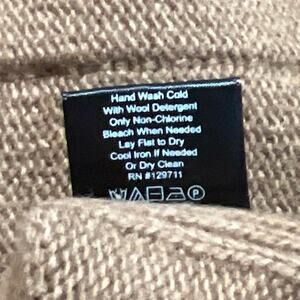 Hand Wash Cold
With Wool Detergent
Only Non-Chlorine
Bleach When Needed
Lay Flat to Dry
Cool Iron If Needed
Or Dry Clean
RN #129711
P